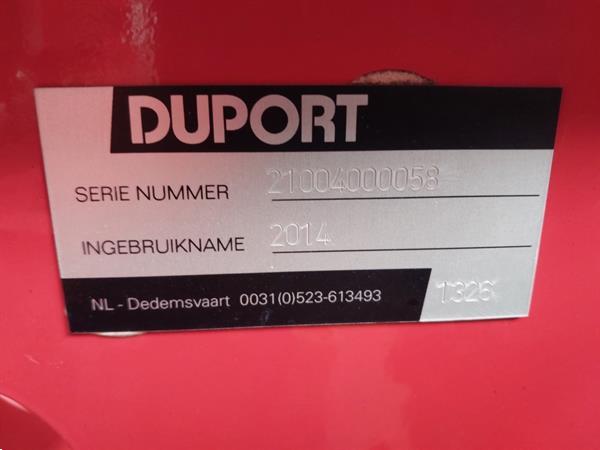 DUPORT
SERIE NUMMER 21004000058
INGEBRUIKNAME 2014
NL - Dedemsvaart 0031(0)523-613493 1326